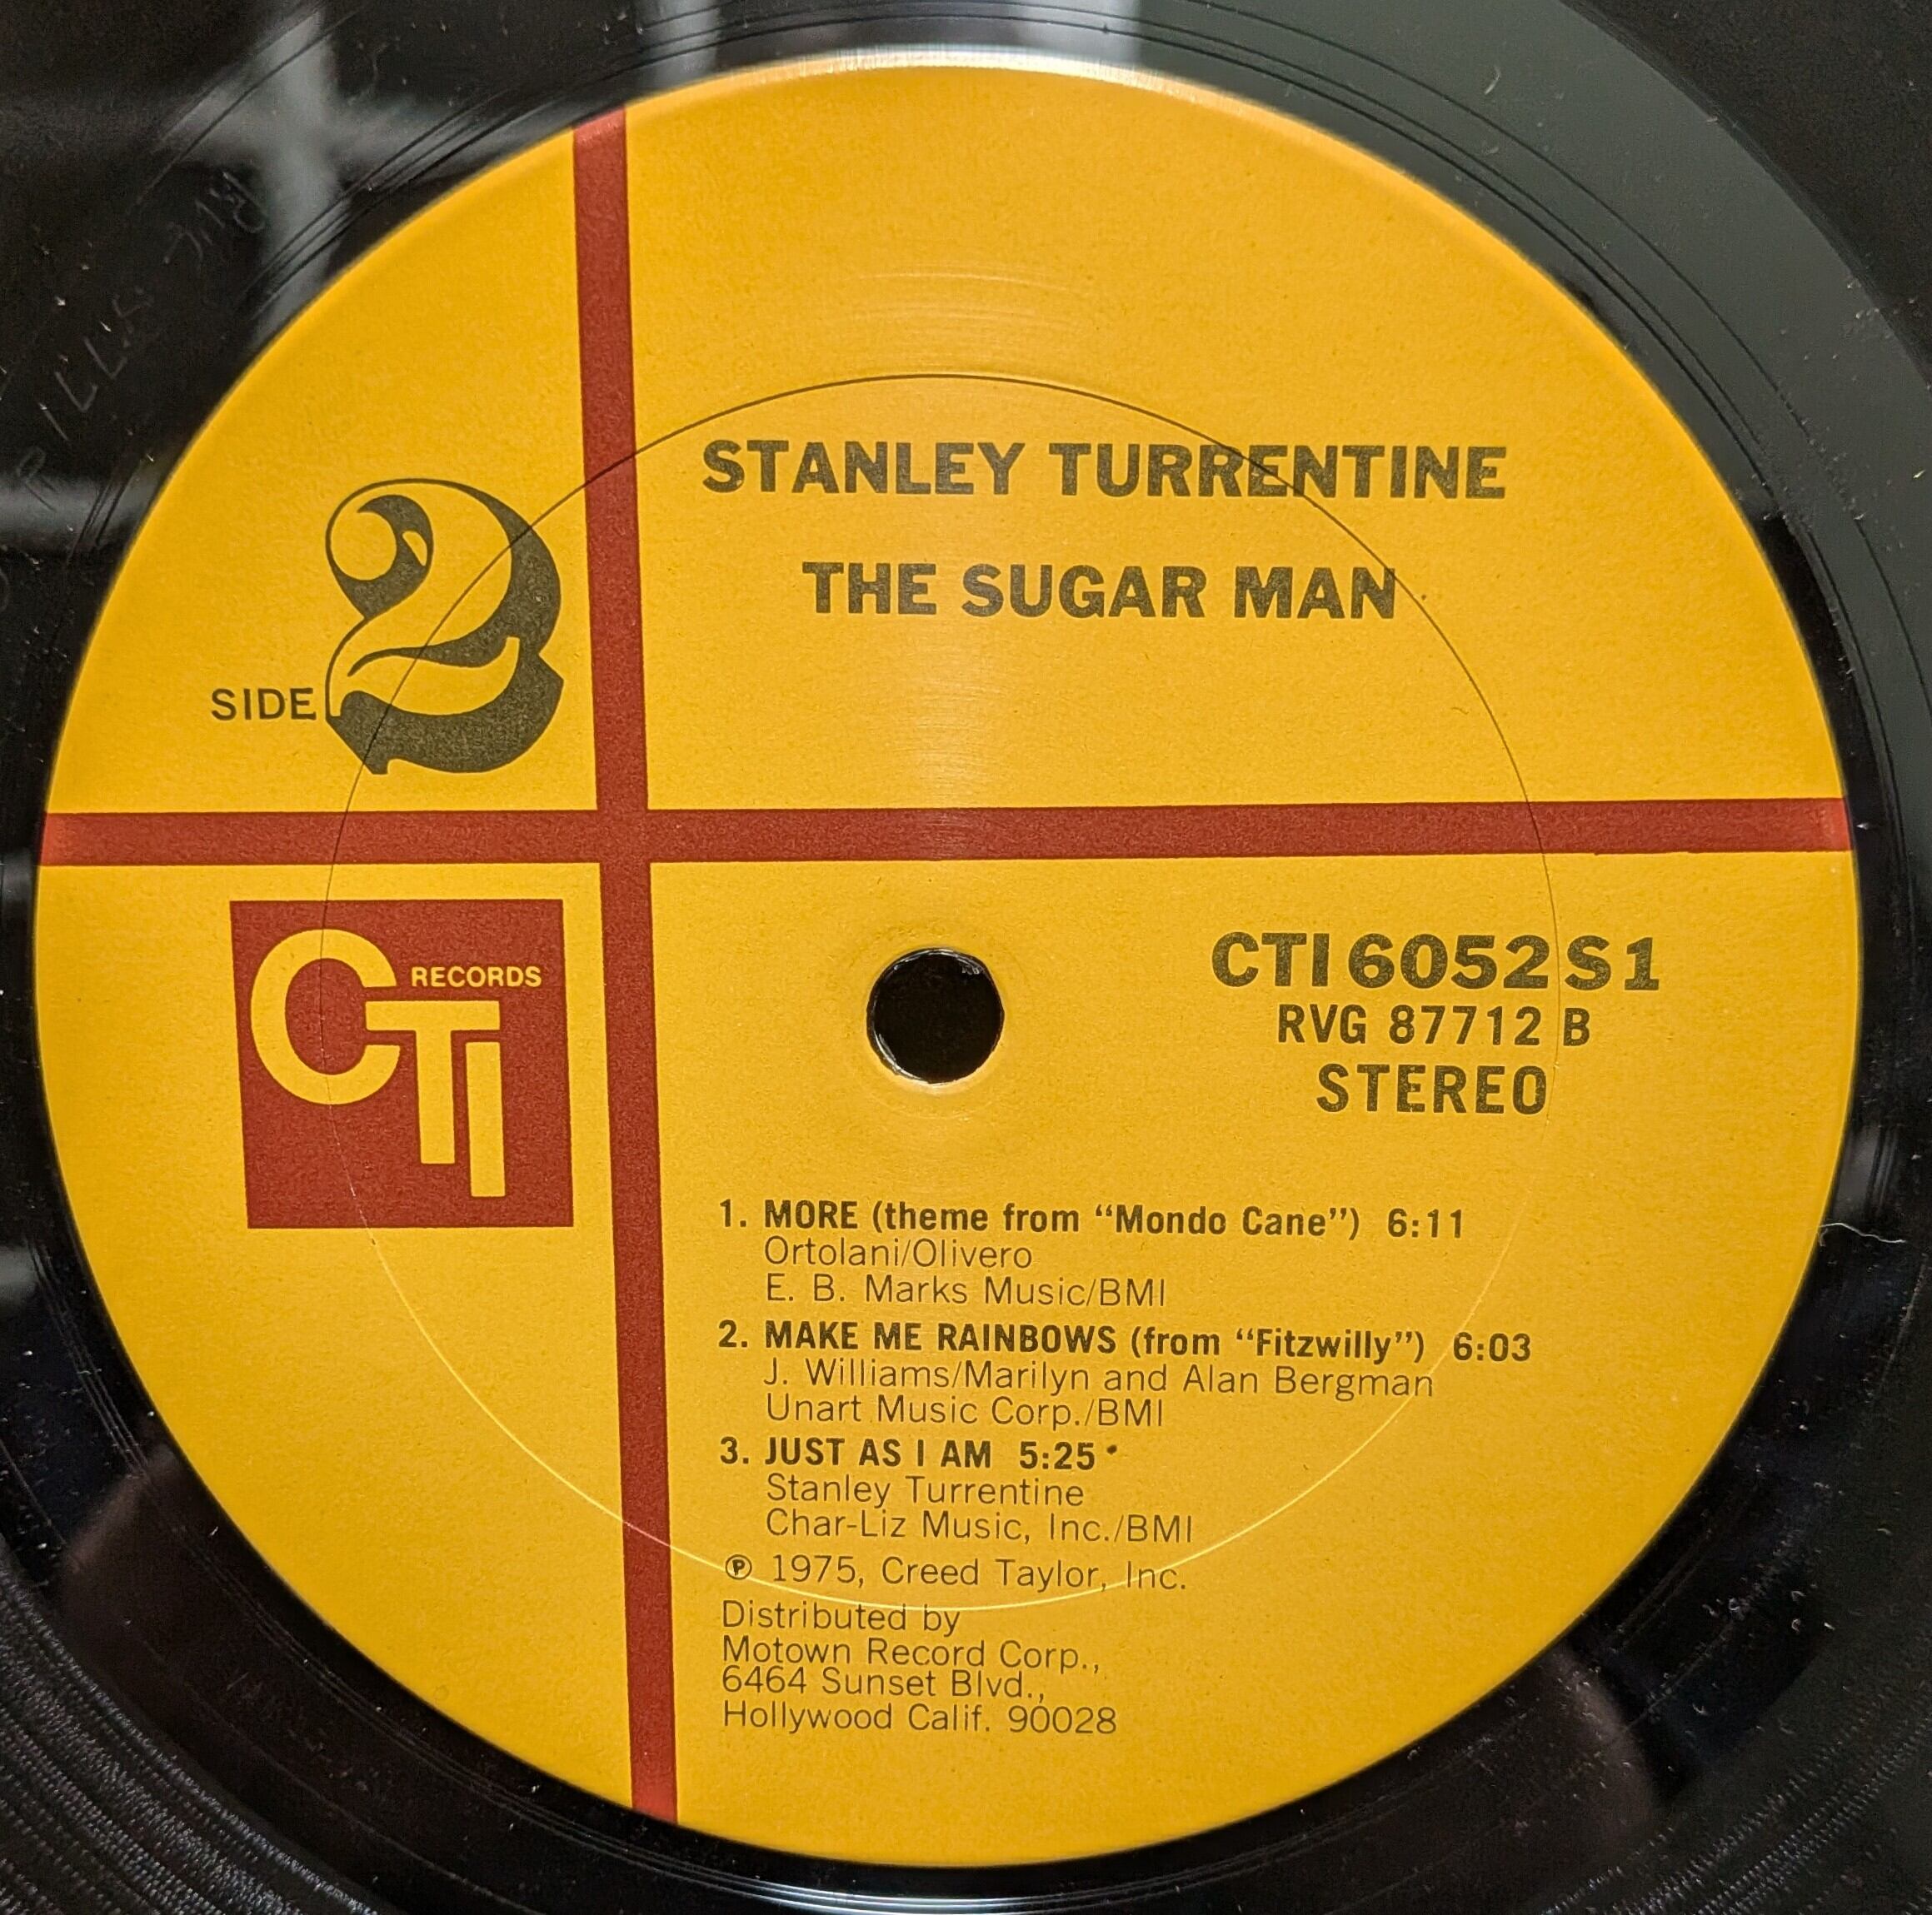 STANLEY TURRENTINE
THE SUGAR MAN
SIDE 2
CTI RECORDS
CTI 6052 S1
RVG 87712 B
STEREO
1. MORE (theme from “Mondo Cane”) 6:11
Ortolani/Olivero
E. B. Marks Music/BMI
2. MAKE ME RAINBOWS (from “Fitzwilly”) 6:03
J. Williams/Marilyn and Alan Bergman
Unart Music Corp./BMI
3. JUST AS I AM 5:25
Stanley Turrentine
Char-Liz Music, Inc./BMI
℗ 1975, Creed Taylor, Inc.
Distributed by
Motown Record Corp.,
6464 Sunset Blvd.,
Hollywood Calif. 90028